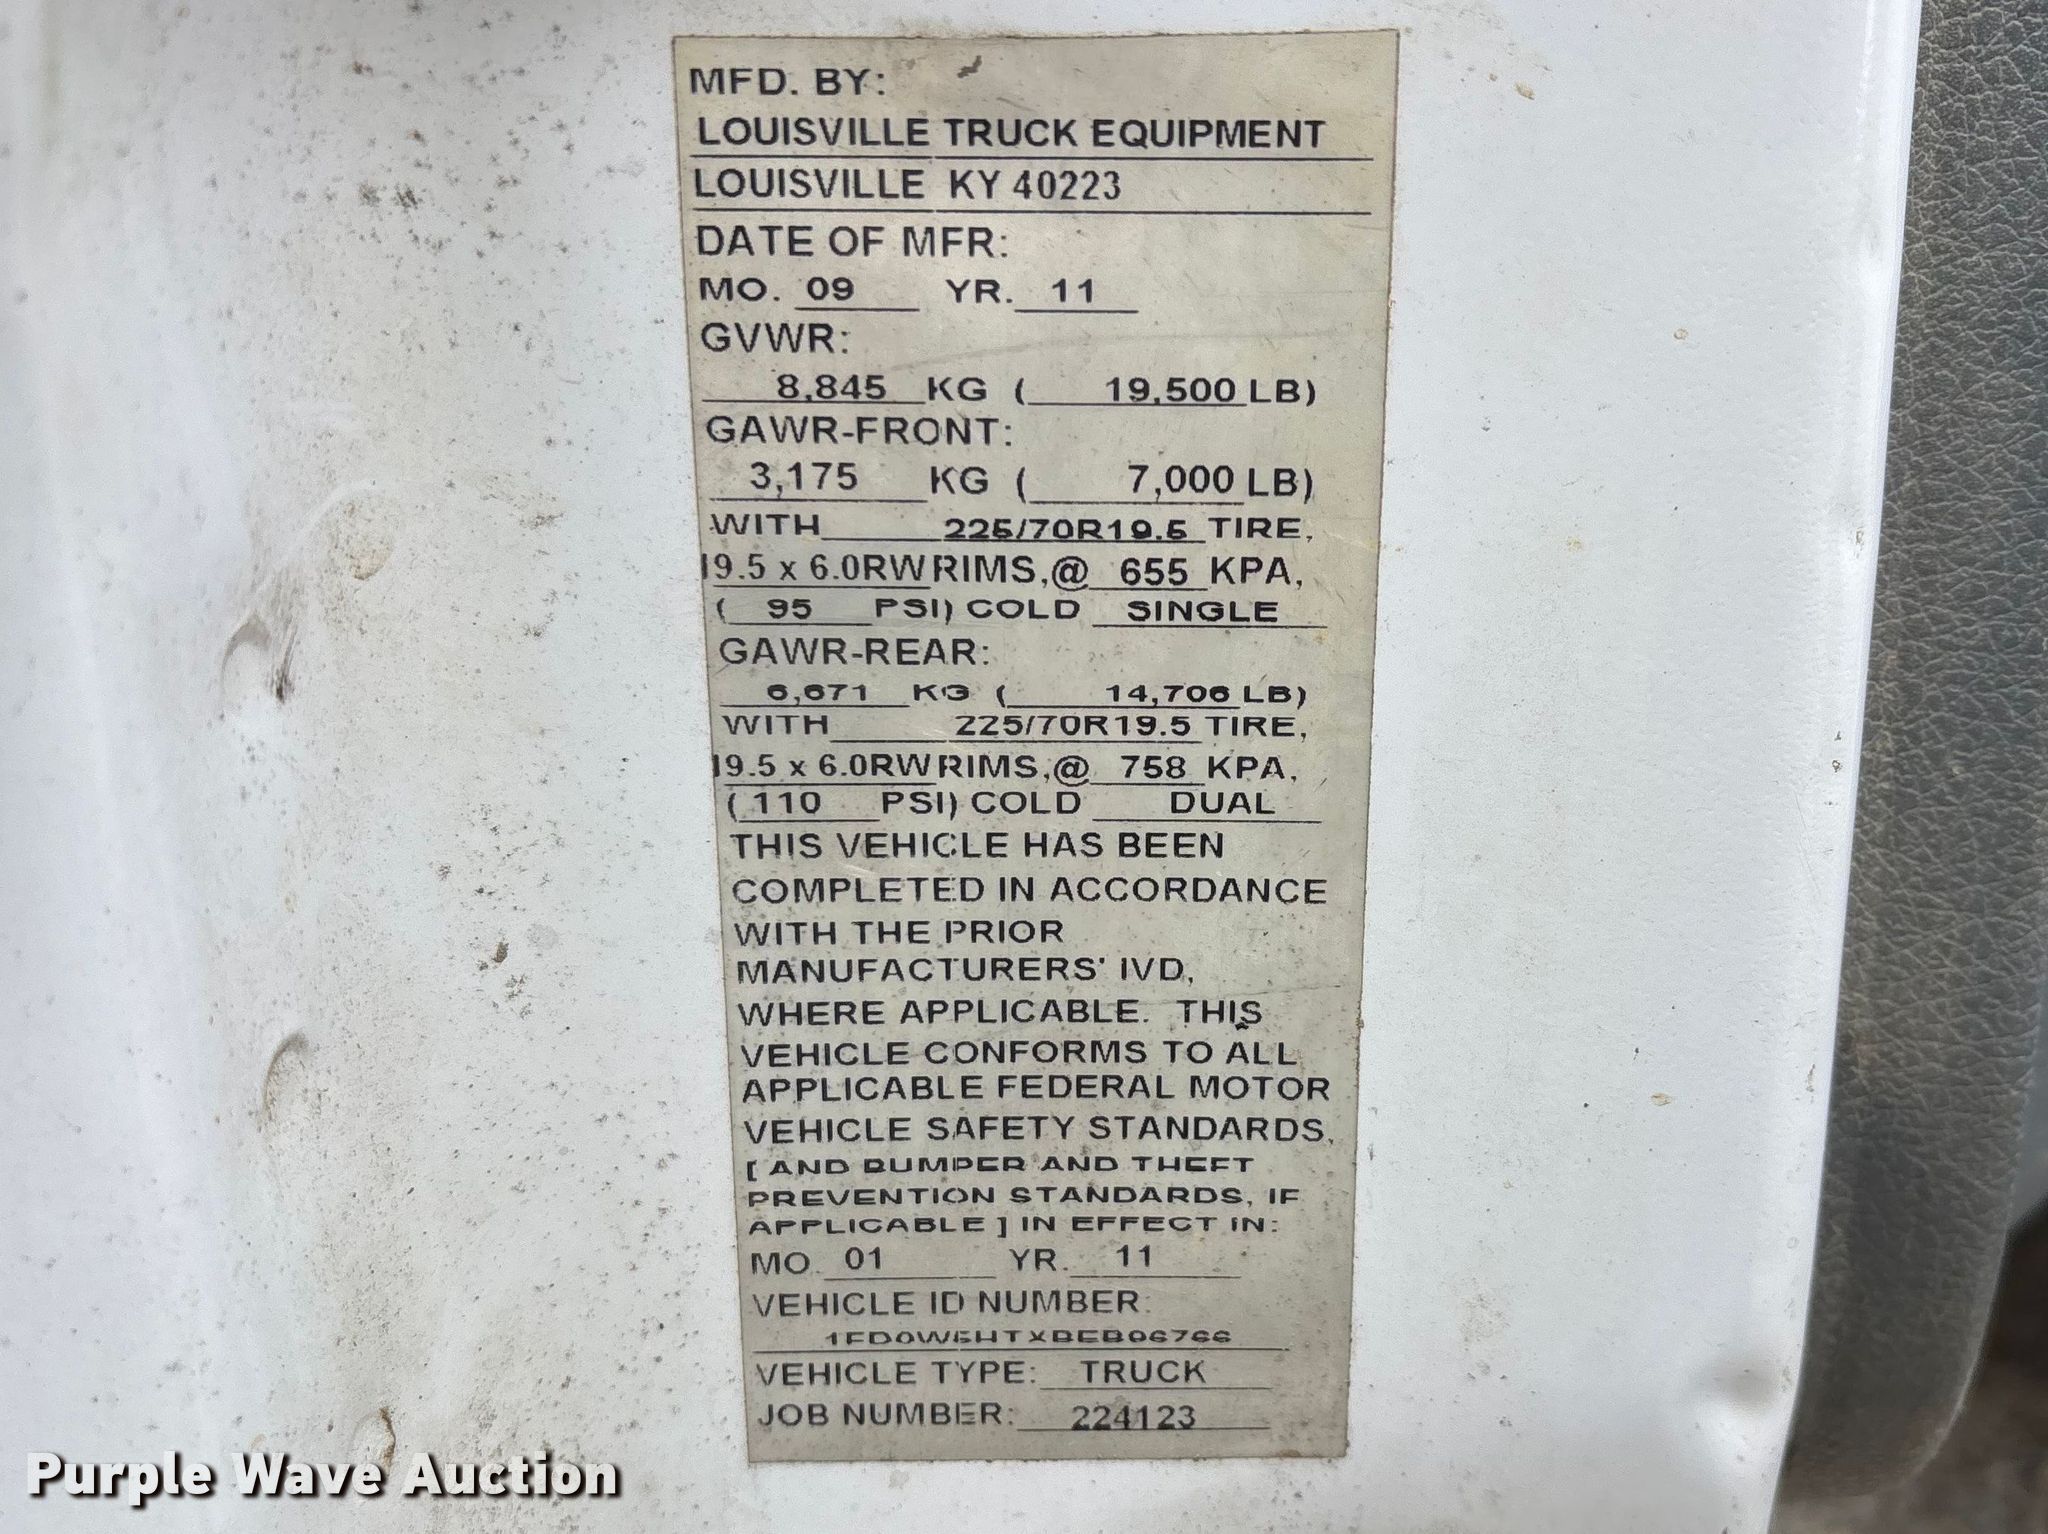 MFD. BY:
LOUISVILLE TRUCK EQUIPMENT
LOUISVILLE KY 40223
DATE OF MFR:
MO. 09 YR. 11
GVWR:
8,845 KG ( 19,500 LB)
GAWR-FRONT:
3,175 KG ( 7,000 LB)
WITH 225/70R19.5 TIRE,
19.5 x 6.0RW RIMS,@ 655 KPA,
( 95 PSI) COLD SINGLE
GAWR-REAR:
6,671 KG ( 14,706 LB)
WITH 225/70R19.5 TIRE,
19.5 x 6.0RW RIMS,@ 758 KPA,
( 110 PSI) COLD DUAL
THIS VEHICLE HAS BEEN
COMPLETED IN ACCORDANCE
WITH THE PRIOR
MANUFACTURERS' IVD,
WHERE APPLICABLE. THIS
VEHICLE CONFORMS TO ALL
APPLICABLE FEDERAL MOTOR
VEHICLE SAFETY STANDARDS,
[ AND BUMPER AND THEFT
PREVENTION STANDARDS, IF
APPLICABLE ] IN EFFECT IN:
MO. 01 YR. 11
VEHICLE ID NUMBER:
1FD0W5HTXBEB06766
VEHICLE TYPE: TRUCK
JOB NUMBER: 224123
Purple Wave Auction